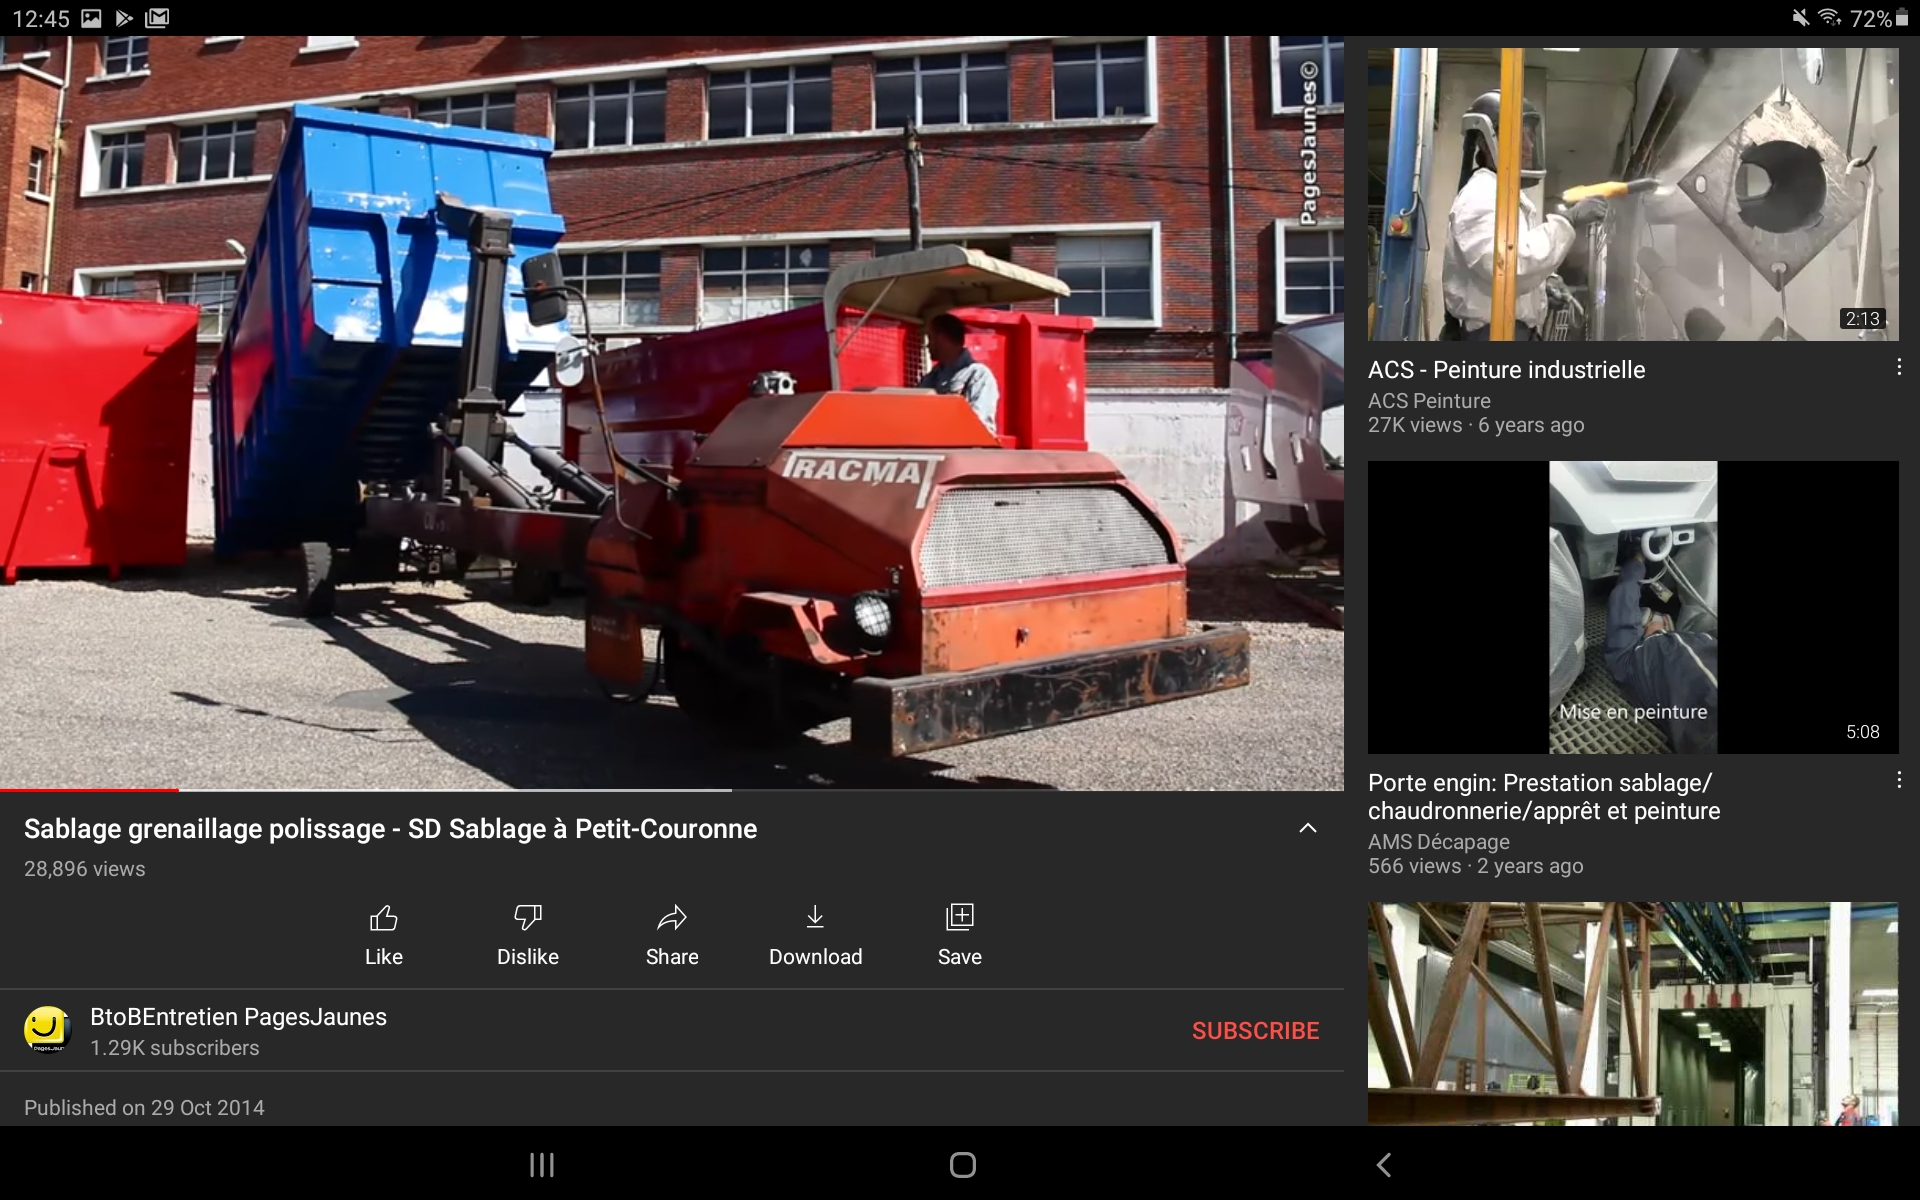 12:45
72%
PagesJaunes©
TRACMAT
Sablage grenaillage polissage - SD Sablage à Petit-Couronne
28,896 views
Like
Dislike
Share
Download
Save
BtoBEntretien PagesJaunes
1.29K subscribers
SUBSCRIBE
Published on 29 Oct 2014
2:13
ACS - Peinture industrielle
ACS Peinture
27K views · 6 years ago
Mise en peinture
5:08
Porte engin: Prestation sablage/
chaudronnerie/apprêt et peinture
AMS Décapage
566 views · 2 years ago